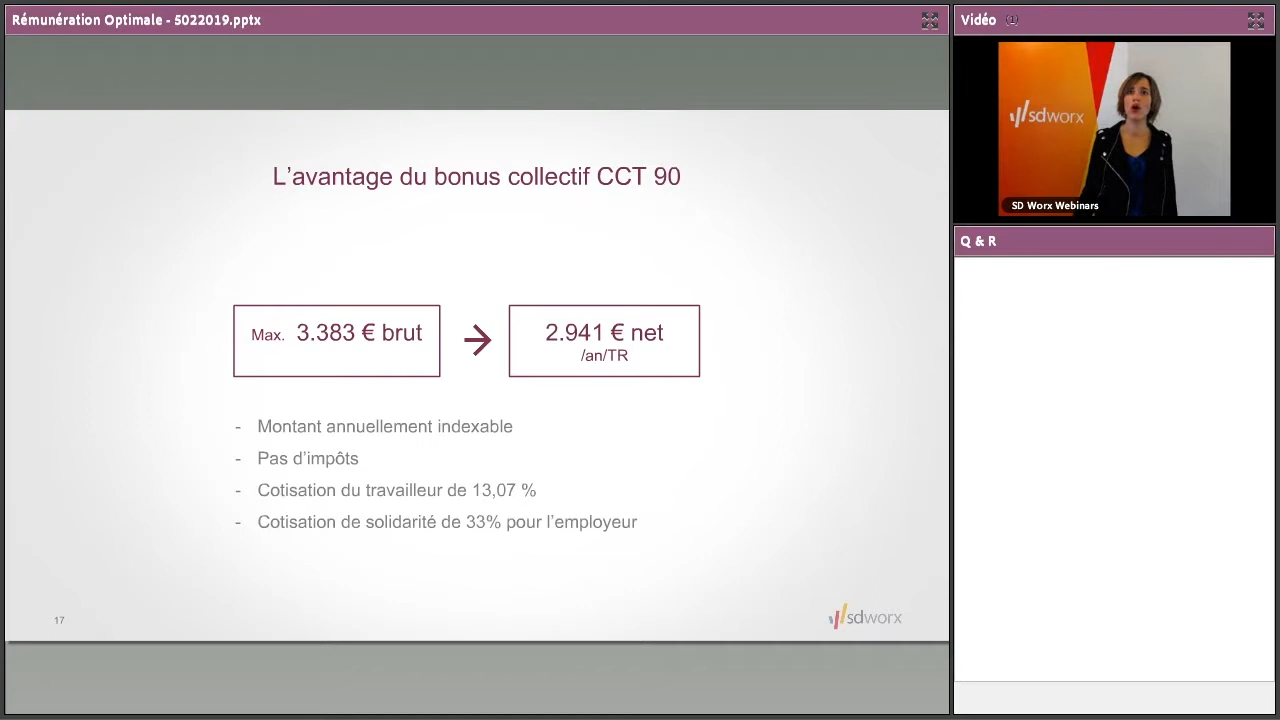 Rémunération Optimale - 5022019.pptx
Vidéo (1)
sdworx
SD Worx Webinars
Q & R
L'avantage du bonus collectif CCT 90
Max. 3.383 € brut
2.941 € net
/an/TR
- Montant annuellement indexable
- Pas d'impôts
- Cotisation du travailleur de 13,07 %
- Cotisation de solidarité de 33% pour l'employeur
17
sdworx